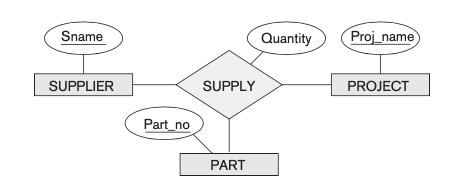 Sname
Quantity
Proj_name
SUPPLIER
SUPPLY
PROJECT
Part_no
PART